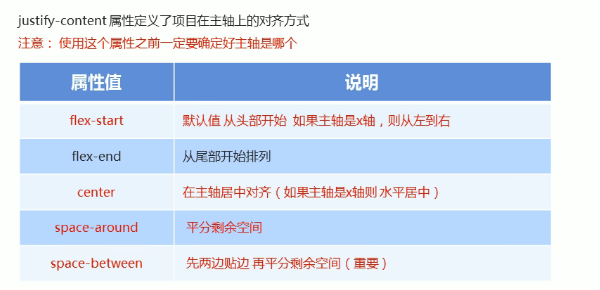 justify-content 属性定义了项目在主轴上的对齐方式
注意： 使用这个属性之前一定要确定好主轴是哪个
属性值 说明
flex-start 默认值 从头部开始 如果主轴是x轴，则从左到右
flex-end 从尾部开始排列
center 在主轴居中对齐（如果主轴是x轴则 水平居中）
space-around 平分剩余空间
space-between 先两边贴边 再平分剩余空间（重要）